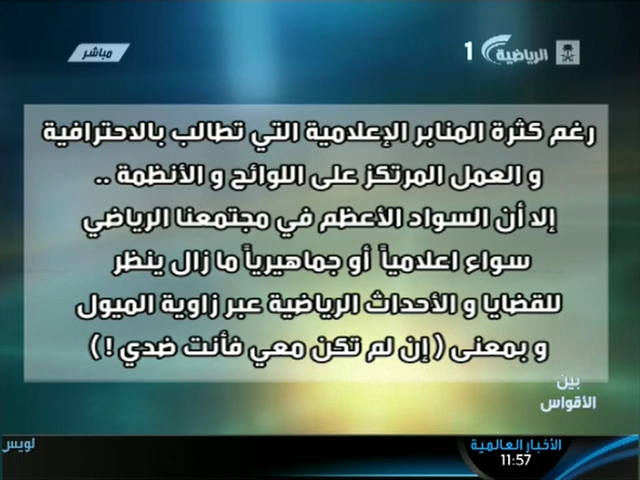 مباشر
الرياضية 1
رغم كثرة المنابر الإعلامية التي تطالب بالاحترافية
و العمل المرتكز على اللوائح و الأنظمة ..
إلا أن السواد الأعظم في مجتمعنا الرياضي
سواء اعلامياً أو جماهيرياً ما زال ينظر
للقضايا و الأحداث الرياضية عبر زاوية الميول
و بمعنى ( إن لم تكن معي فأنت ضدي ! )
بين
الأقواس
الأخبار العالمية
11:57
لويس